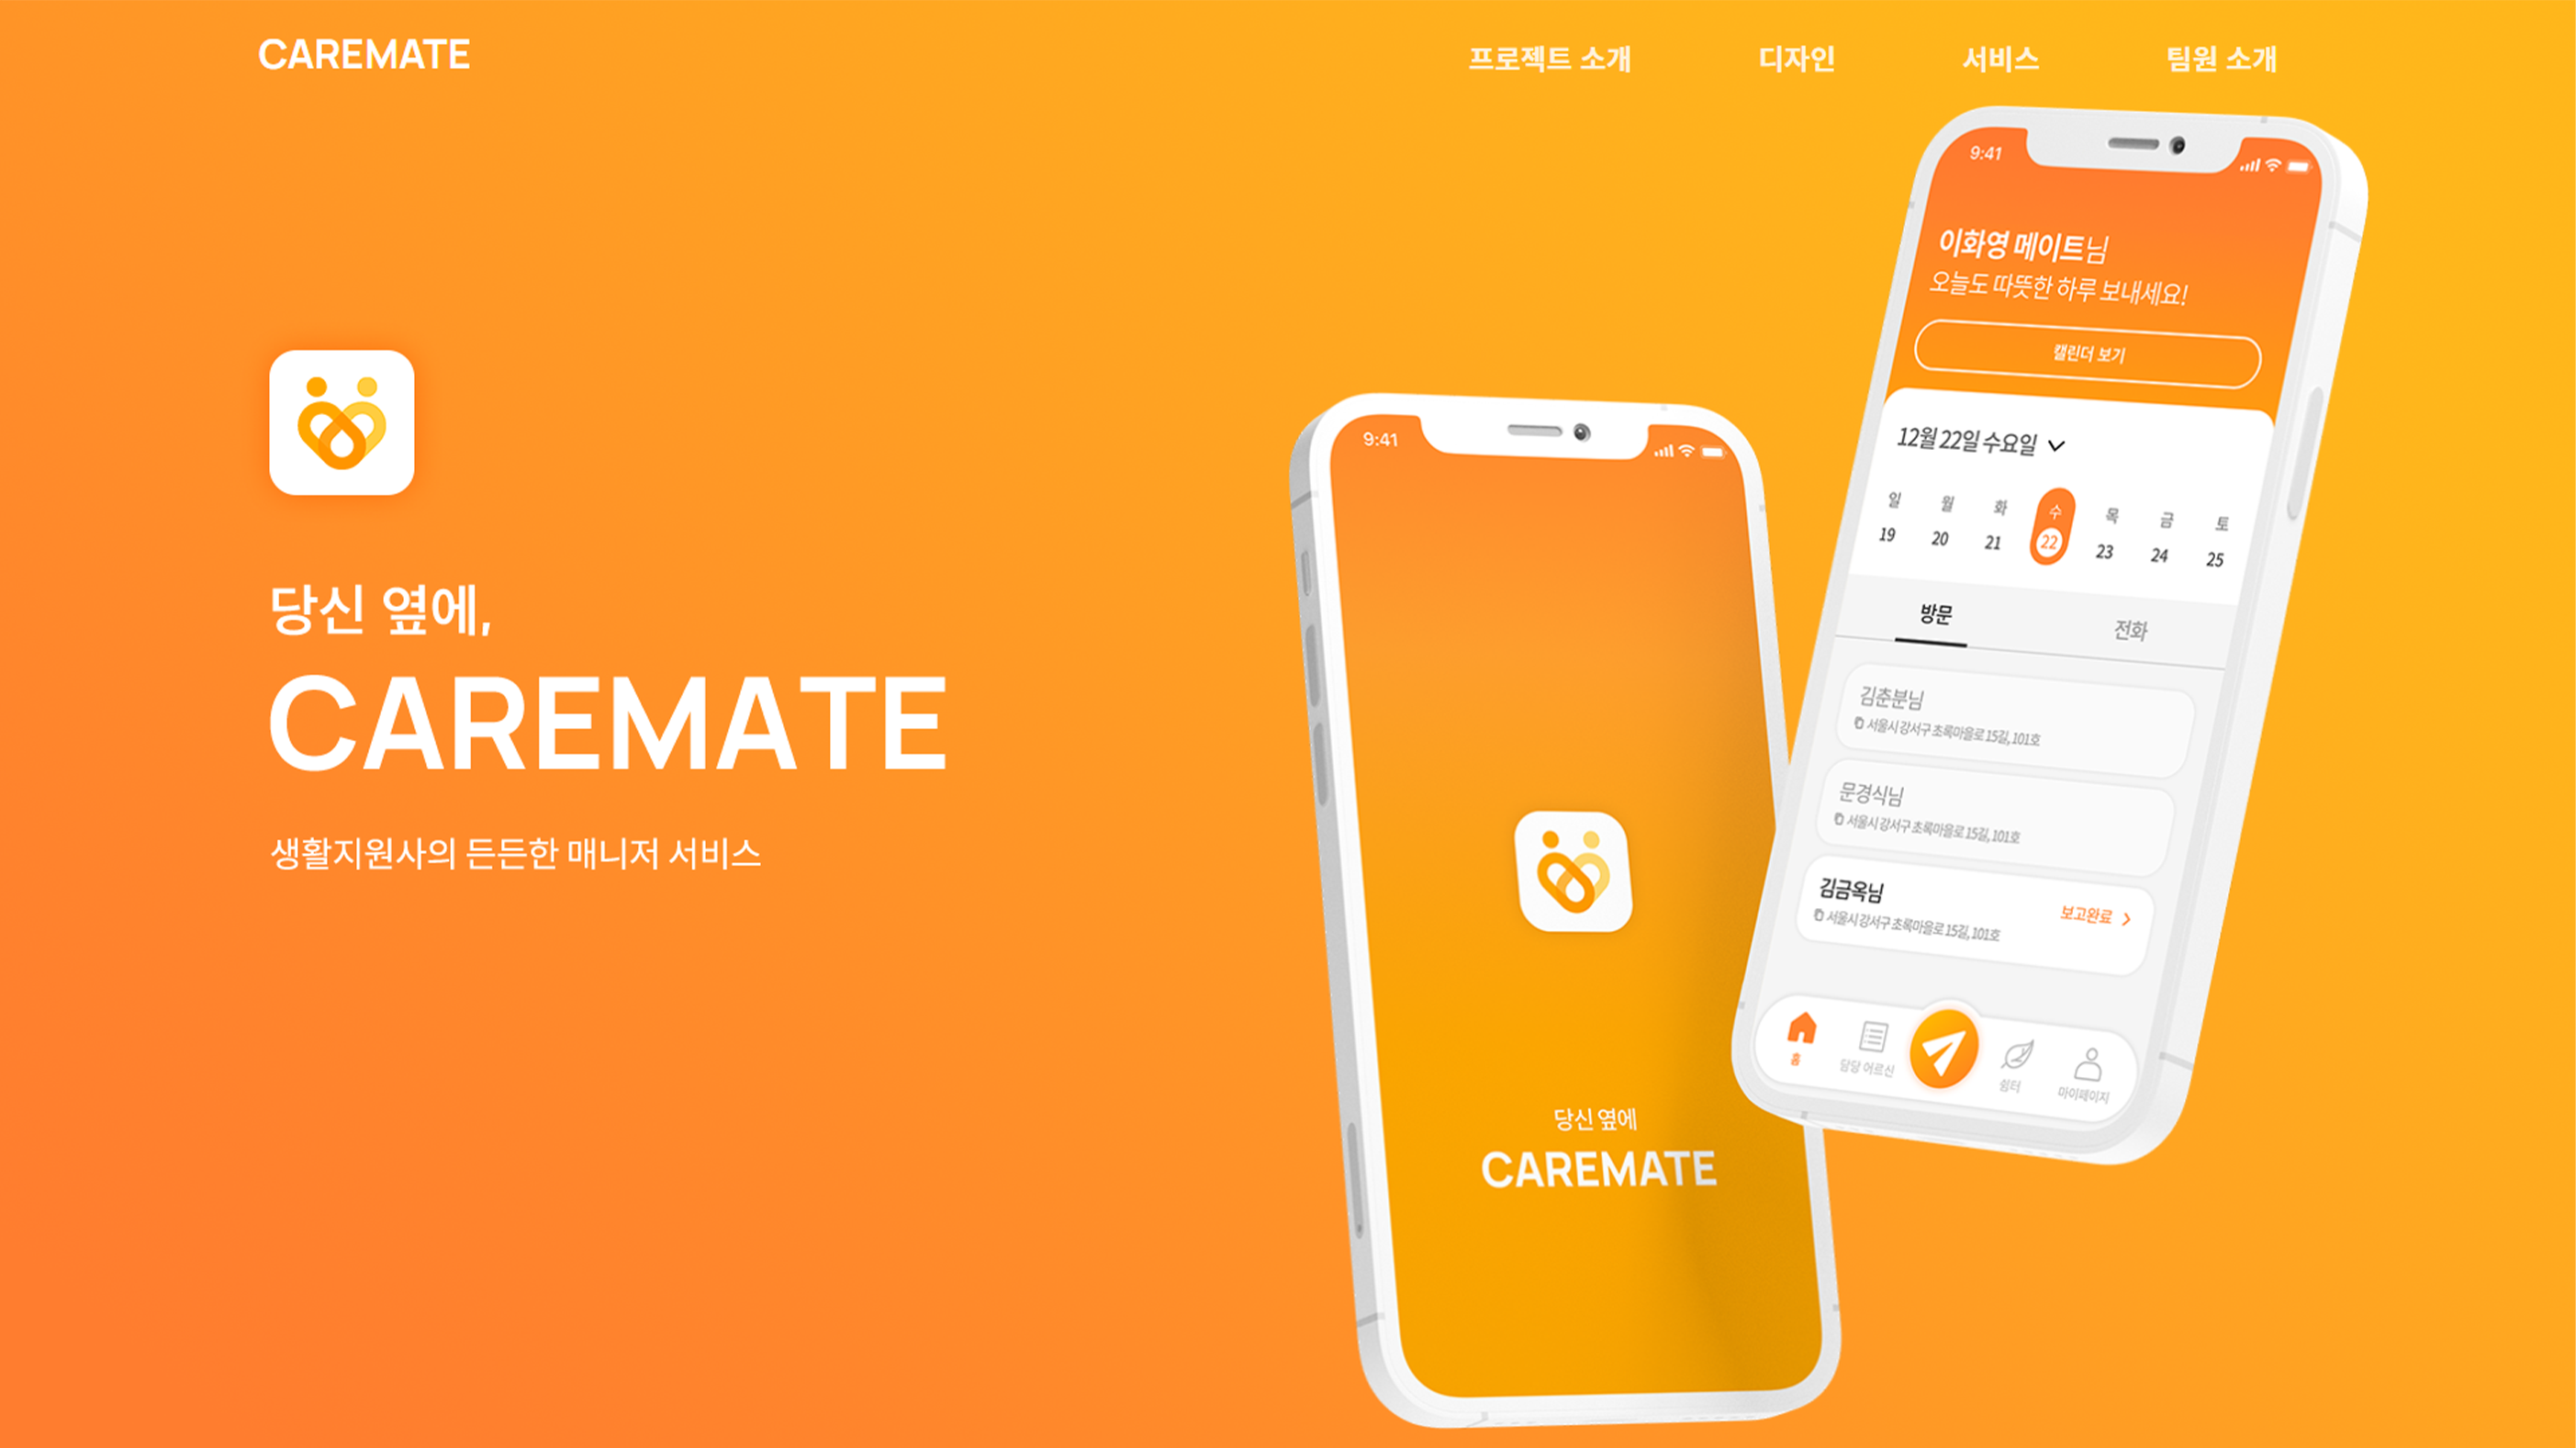 CAREMATE
프로젝트 소개
디자인
서비스
팀원 소개
당신 옆에,
CAREMATE
생활지원사의 든든한 매니저 서비스
9:41
당신 옆에
CAREMATE
9:41
이화영 메이트님
오늘도 따뜻한 하루 보내세요!
캘린더 보기
12월 22일 수요일
일 월 화 수 목 금 토
19 20 21 22 23 24 25
방문 전화
김춘분님
서울시 강서구 초록마을로 15길, 101호
문경식님
서울시 강서구 초록마을로 15길, 101호
김금옥님
보고완료
서울시 강서구 초록마을로 15길, 101호
홈
담당 어르신
쉼터
마이페이지